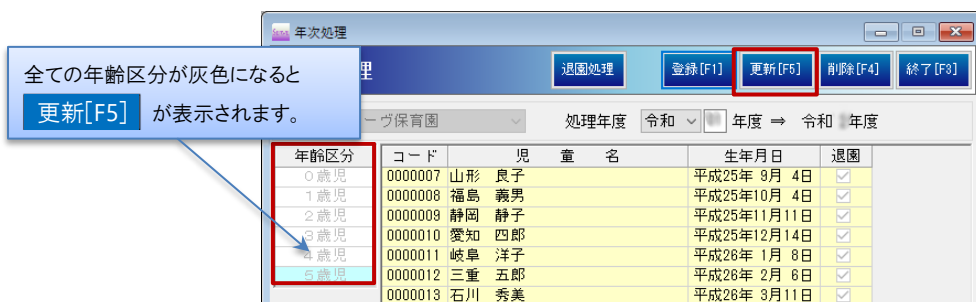 年次処理
全ての年齢区分が灰色になると
更新[F5] が表示されます。
理 退園処理 登録[F1] 更新[F5] 削除[F4] 終了[F3]
ーヴ保育園 処理年度 令和 年度 ⇒ 令和 年度
年齢区分 コード 児 童 名 生年月日 退園
0歳児 0000007 山形 良子 平成25年 9月 4日
1歳児 0000008 福島 義男 平成25年10月 4日
2歳児 0000009 静岡 静子 平成25年11月11日
3歳児 0000010 愛知 四郎 平成25年12月14日
4歳児 0000011 岐阜 洋子 平成26年 1月 8日
5歳児 0000012 三重 五郎 平成26年 2月 6日
0000013 石川 秀美 平成26年 3月11日